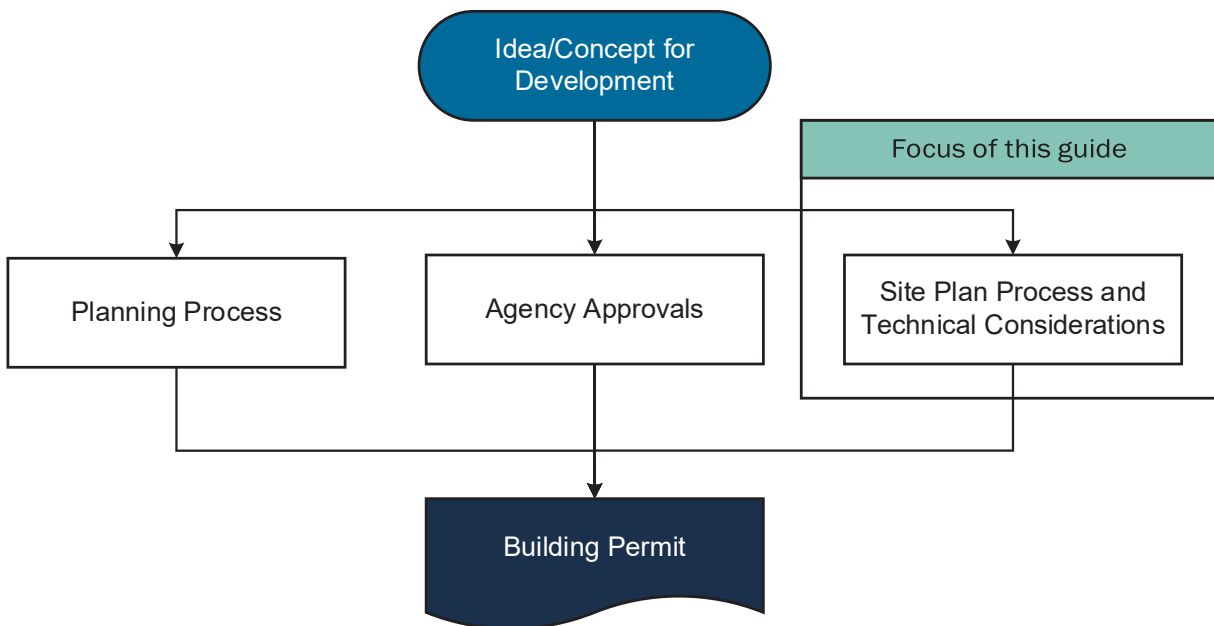 Idea/Concept for
Development
Focus of this guide
Planning Process
Agency Approvals
Site Plan Process and
Technical Considerations
Building Permit